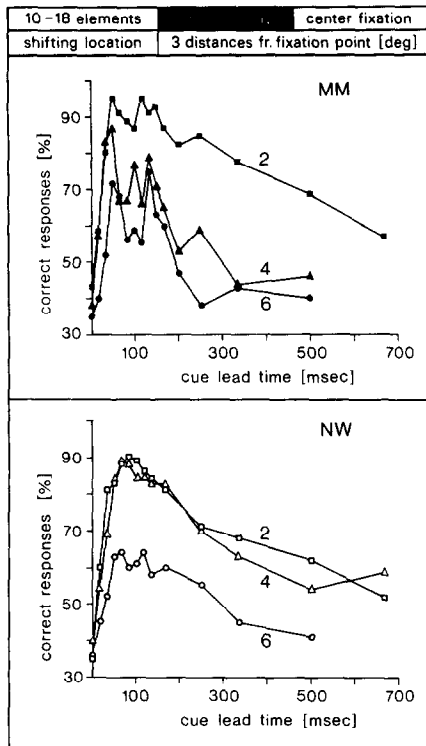 10-18 elements center fixation
shifting location 3 distances fr. fixation point [deg]
MM
90
70
50
30
correct responses [%]
2
4
6
100 300 500 700
cue lead time [msec]
NW
90
70
50
30
correct responses [%]
2
4
6
100 300 500 700
cue lead time [msec]